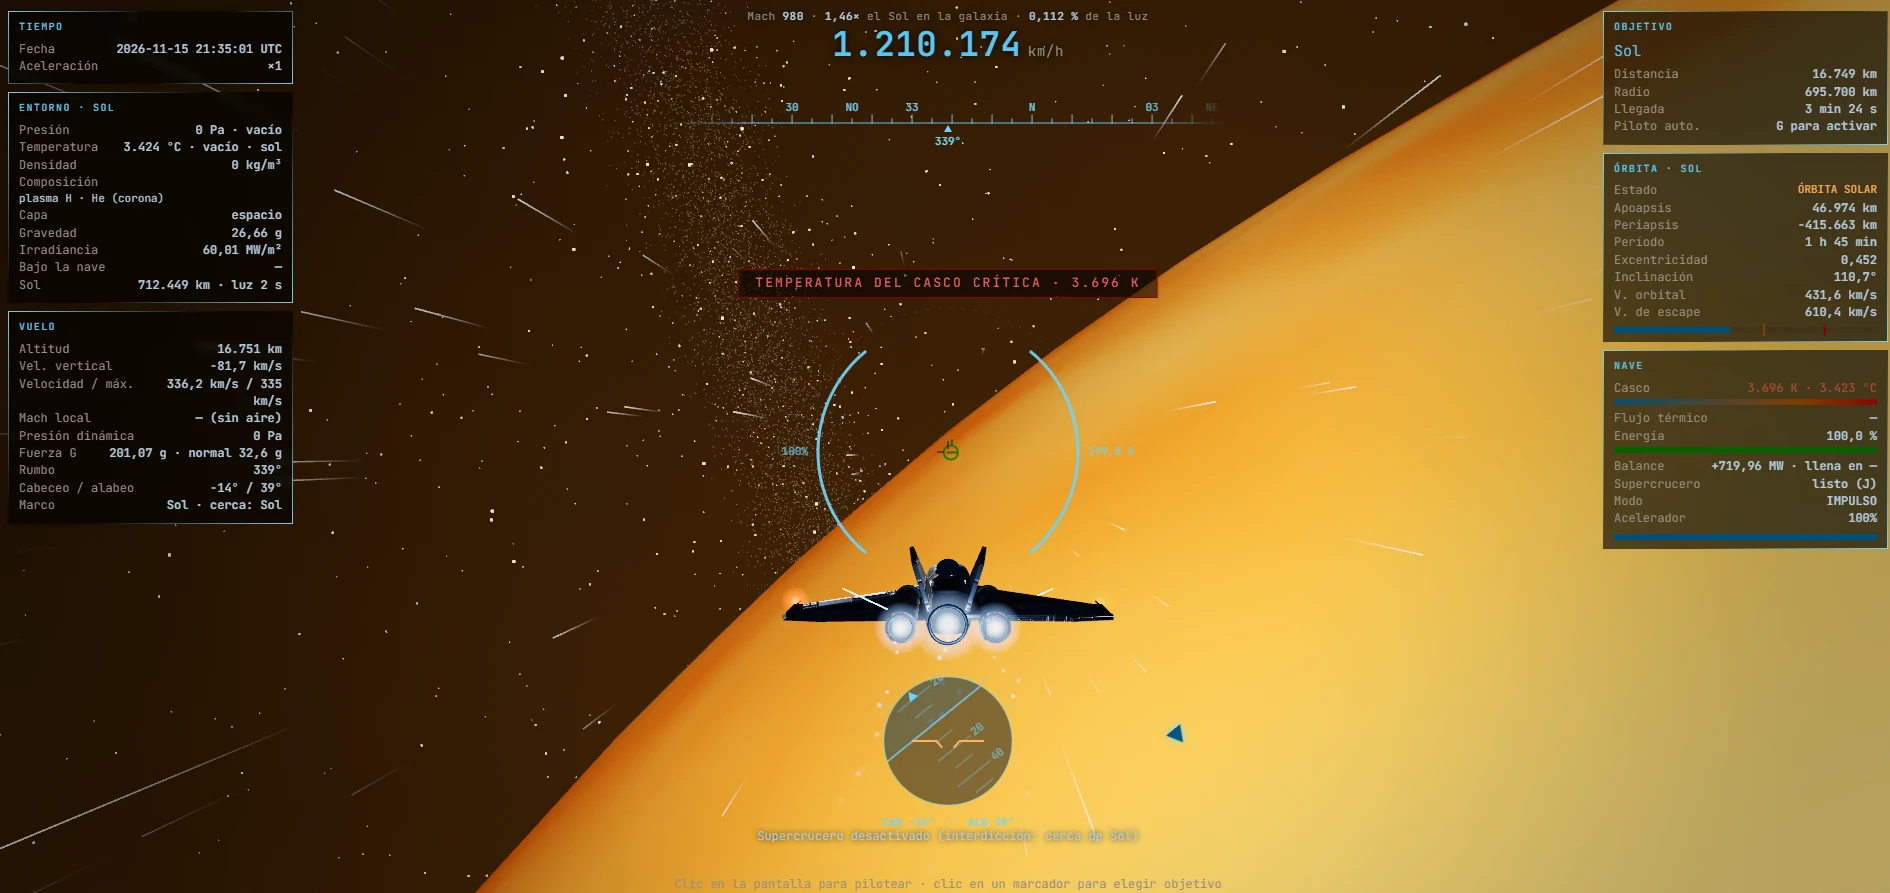 TIEMPO
Fecha 2026-11-15 21:35:01 UTC
Aceleración ×1
ENTORNO · SOL
Presión 0 Pa · vacío
Temperatura 3.424 °C · vacío · sol
Densidad 0 kg/m³
Composición
plasma H · He (corona)
Capa espacio
Gravedad 26,66 g
Irradiancia 60,01 MW/m²
Bajo la nave —
Sol 712.449 km · luz 2 s
VUELO
Altitud 16.751 km
Vel. vertical -81,7 km/s
Velocidad / máx. 336,2 km/s / 335
km/s
Mach local — (sin aire)
Presión dinámica 0 Pa
Fuerza G 201,07 g · normal 32,6 g
Rumbo 339°
Cabeceo / alabeo -14° / 39°
Marco Sol · cerca: Sol
Mach 980 · 1,46× el Sol en la galaxia · 0,112 % de la luz
1.210.174 km/h
30 NO 33 N 03 NE
339°
TEMPERATURA DEL CASCO CRÍTICA · 3.696 K
100%
20
40
Supercrucero desactivado (interdicción: cerca de Sol)
Clic en la pantalla para pilotear · clic en un marcador para elegir objetivo
OBJETIVO
Sol
Distancia 16.749 km
Radio 695.700 km
Llegada 3 min 24 s
Piloto auto. G para activar
ÓRBITA · SOL
Estado ÓRBITA SOLAR
Apoapsis 46.974 km
Periapsis -415.663 km
Periodo 1 h 45 min
Excentricidad 0,452
Inclinación 110,7°
V. orbital 431,6 km/s
V. de escape 610,4 km/s
NAVE
Casco 3.696 K · 3.423 °C
Flujo térmico —
Energía 100,0 %
Balance +719,96 MW · llena en —
Supercrucero listo (J)
Modo IMPULSO
Acelerador 100%